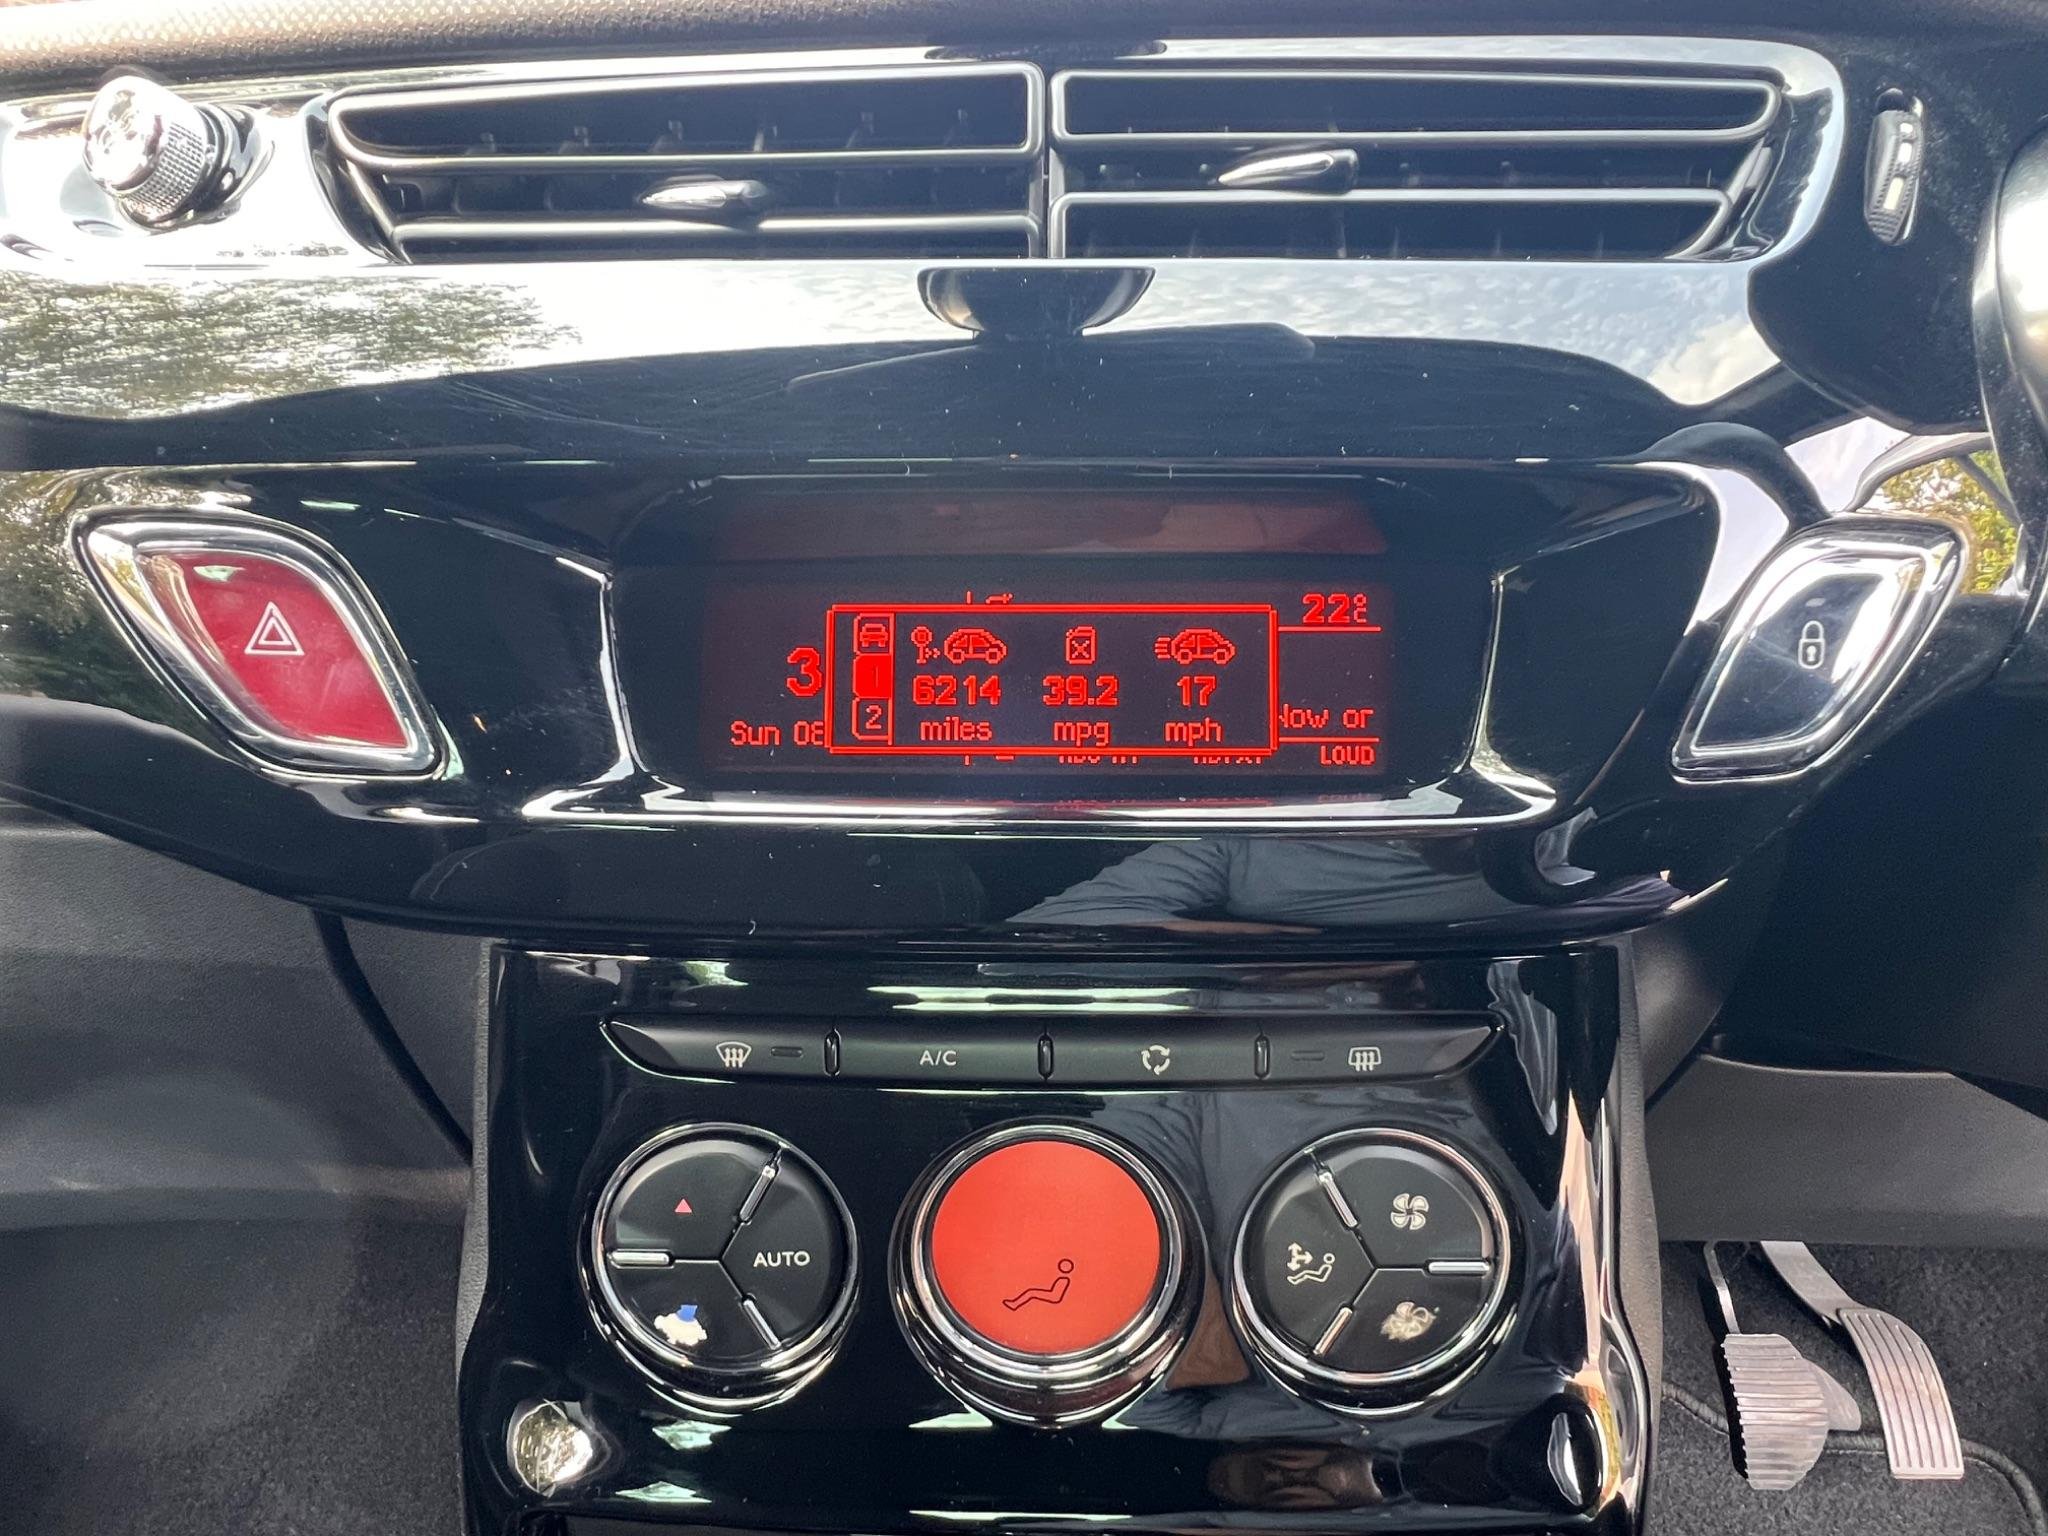 22°C
3
1
6214 39.2 17
2
miles mpg mph
Sun 08
Now or
LOUD
A/C
AUTO